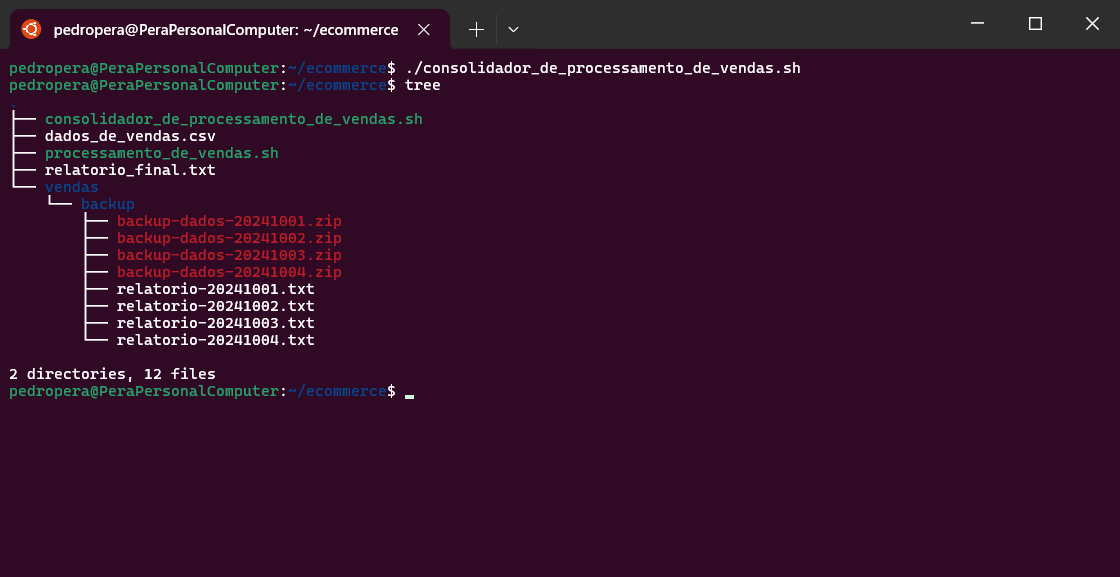 pedropera@PeraPersonalComputer: ~/ecommerce
pedropera@PeraPersonalComputer:~/ecommerce$ ./consolidador_de_processamento_de_vendas.sh
pedropera@PeraPersonalComputer:~/ecommerce$ tree
.
├── consolidador_de_processamento_de_vendas.sh
├── dados_de_vendas.csv
├── processamento_de_vendas.sh
├── relatorio_final.txt
└── vendas
    └── backup
        ├── backup-dados-20241001.zip
        ├── backup-dados-20241002.zip
        ├── backup-dados-20241003.zip
        ├── backup-dados-20241004.zip
        ├── relatorio-20241001.txt
        ├── relatorio-20241002.txt
        ├── relatorio-20241003.txt
        └── relatorio-20241004.txt
2 directories, 12 files
pedropera@PeraPersonalComputer:~/ecommerce$